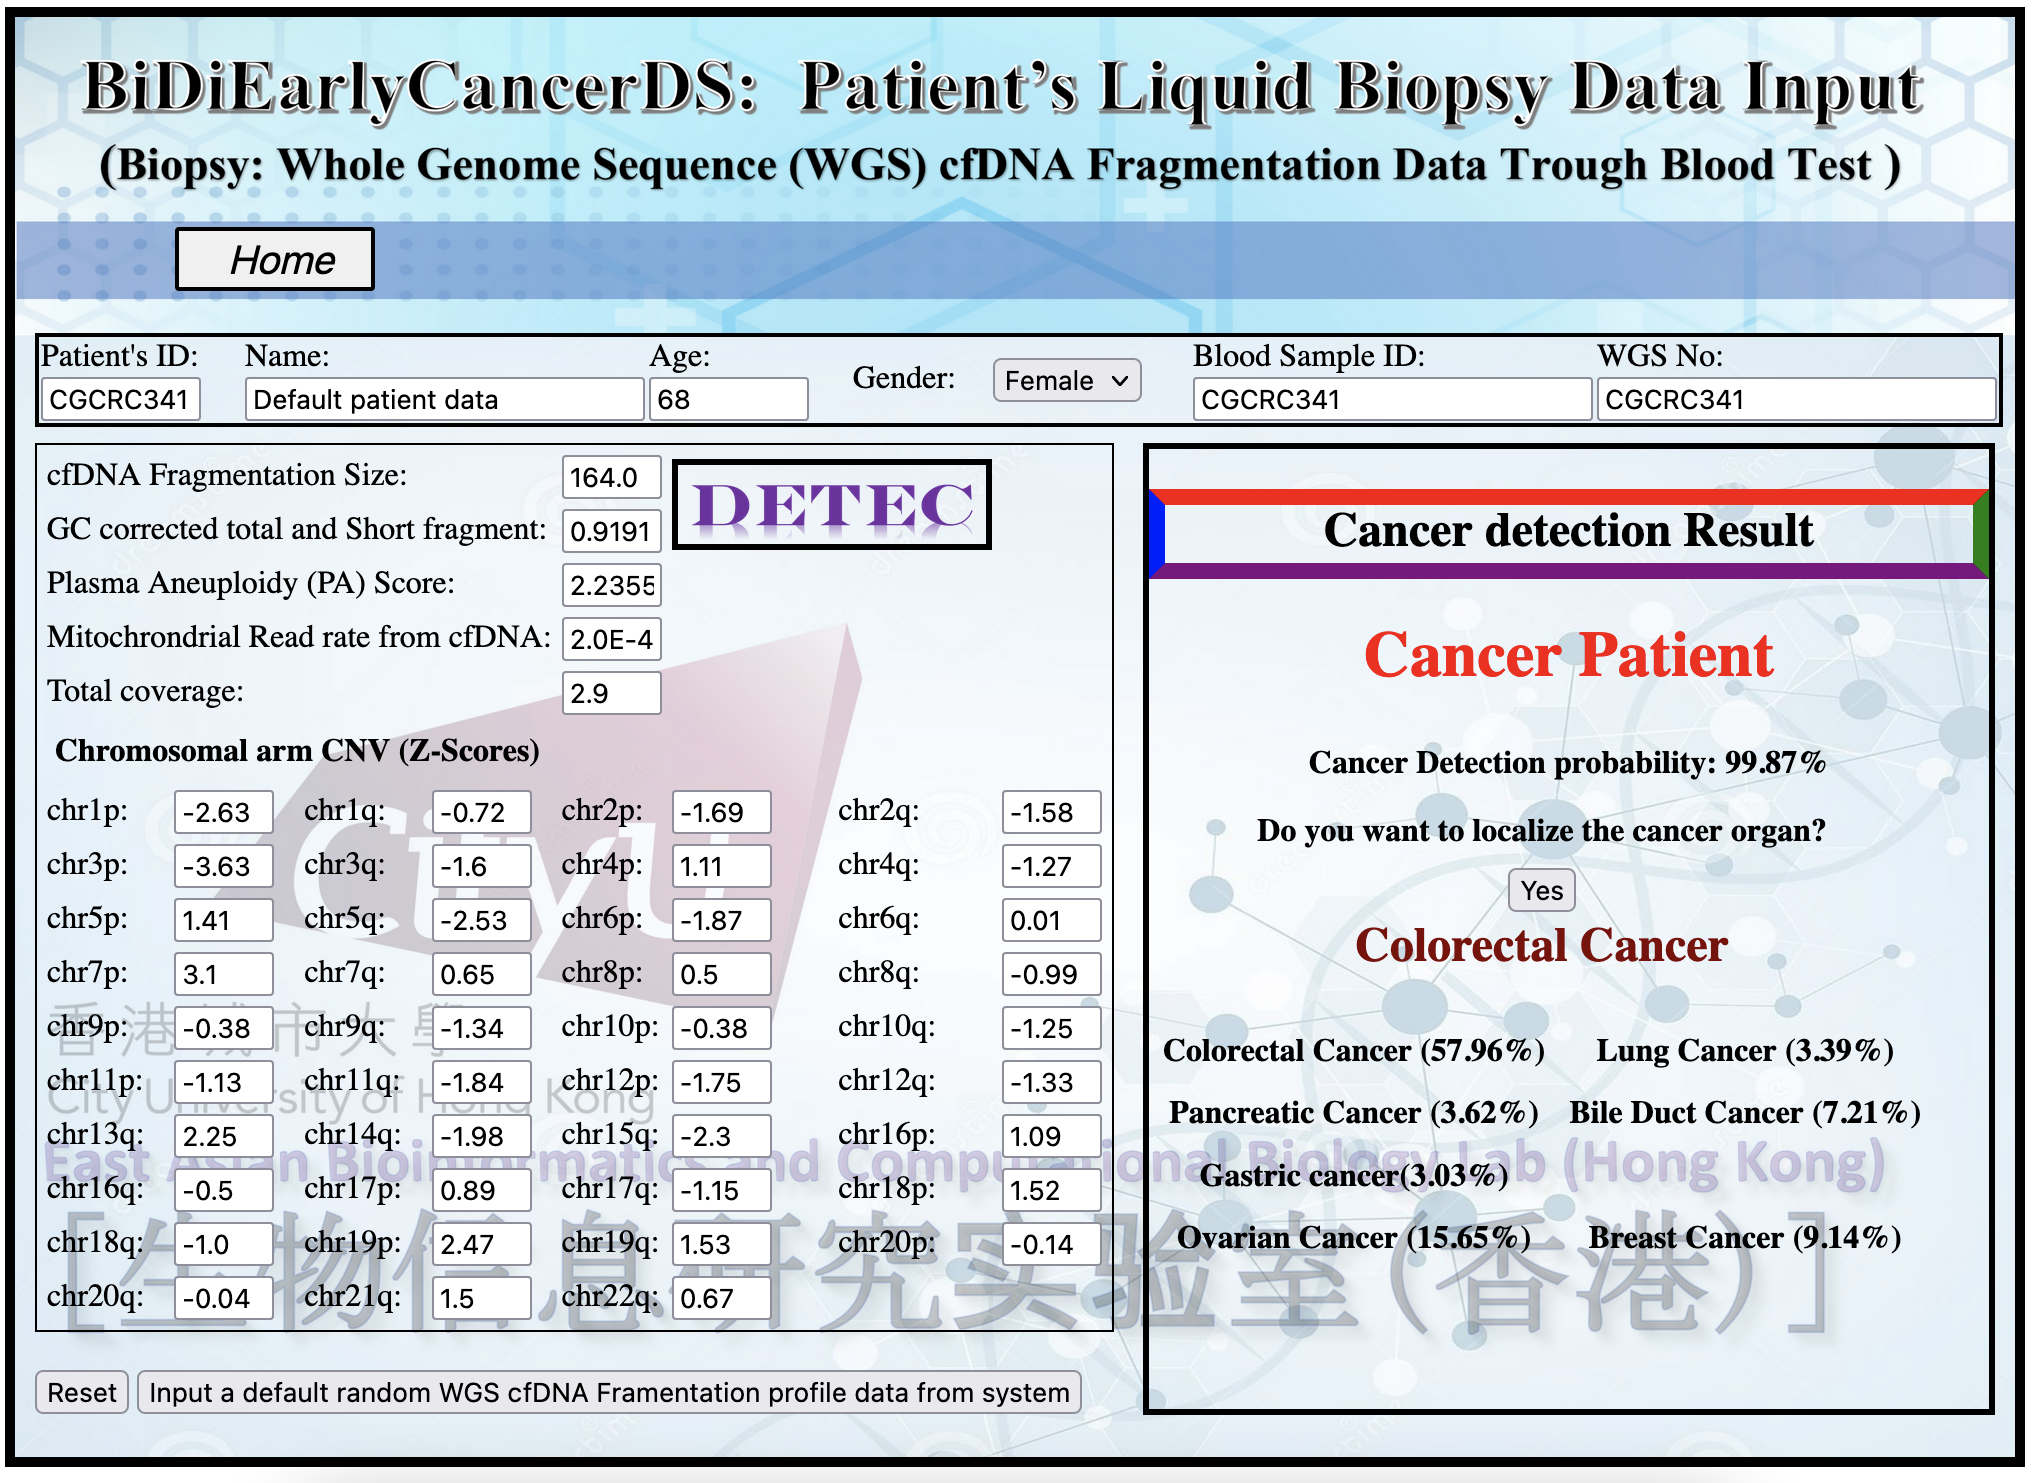 BiDiEarlyCancerDS: Patient’s Liquid Biopsy Data Input
(Biopsy: Whole Genome Sequence (WGS) cfDNA Fragmentation Data Trough Blood Test )
Home
Patient's ID: Name: Age: Gender: Female Blood Sample ID: WGS No:
CGCRC341 Default patient data 68 CGCRC341 CGCRC341
cfDNA Fragmentation Size: 164.0 DETEC
GC corrected total and Short fragment: 0.9191
Plasma Aneuploidy (PA) Score: 2.2355
Mitochrondrial Read rate from cfDNA: 2.0E-4
Total coverage: 2.9
Chromosomal arm CNV (Z-Scores)
chr1p: -2.63 chr1q: -0.72 chr2p: -1.69 chr2q: -1.58
chr3p: -3.63 chr3q: -1.6 chr4p: 1.11 chr4q: -1.27
chr5p: 1.41 chr5q: -2.53 chr6p: -1.87 chr6q: 0.01
chr7p: 3.1 chr7q: 0.65 chr8p: 0.5 chr8q: -0.99
chr9p: -0.38 chr9q: -1.34 chr10p: -0.38 chr10q: -1.25
chr11p: -1.13 chr11q: -1.84 chr12p: -1.75 chr12q: -1.33
chr13q: 2.25 chr14q: -1.98 chr15q: -2.3 chr16p: 1.09
chr16q: -0.5 chr17p: 0.89 chr17q: -1.15 chr18p: 1.52
chr18q: -1.0 chr19p: 2.47 chr19q: 1.53 chr20p: -0.14
chr20q: -0.04 chr21q: 1.5 chr22q: 0.67
Reset Input a default random WGS cfDNA Framentation profile data from system
Cancer detection Result
Cancer Patient
Cancer Detection probability: 99.87%
Do you want to localize the cancer organ?
Yes
Colorectal Cancer
Colorectal Cancer (57.96%) Lung Cancer (3.39%)
Pancreatic Cancer (3.62%) Bile Duct Cancer (7.21%)
Gastric cancer(3.03%)
Ovarian Cancer (15.65%) Breast Cancer (9.14%)
CityU
香港城市大學
City University of Hong Kong
East Asian Bioinformatics and Computational Biology Lab (Hong Kong)
[生物信息研究实验室(香港)]